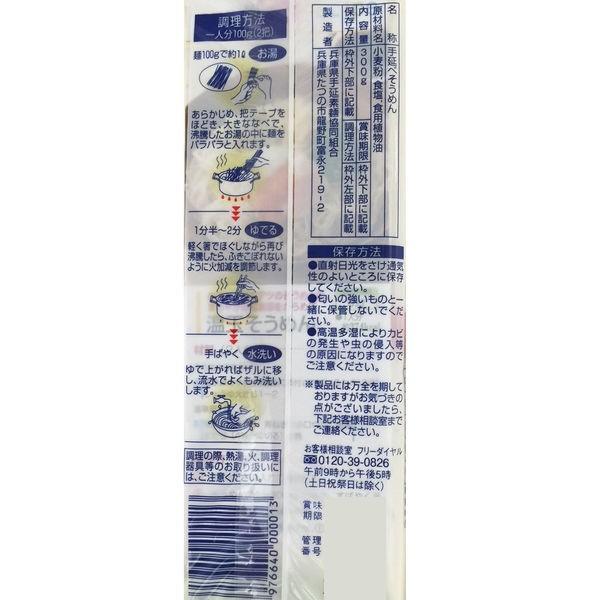 調理方法
一人分100g(2把)
麺100gで約1ℓ お湯
あらかじめ、把テープを
ほどき、大きななべで、
沸騰したお湯の中に麺を
パラパラと入れます。
1分半〜2分 ゆでる
軽く箸でほぐしながら再び
沸騰したら、ふきこぼれない
ように火加減を調節します。
手ばやく 水洗い
ゆで上がればザルに移
し、流水でよくもみ洗い
します。
調理の際、熱湯、火、調理
器具等のお取り扱いに
は、ご注意ください。
976640 000013
名称 手延べそうめん
原材料名 小麦粉、食塩、食用植物油
内容量 300g 賞味期限 枠外下部に記載
保存方法 枠外下部に記載 調理方法 枠外左部に記載
製造者 兵庫県手延素麺協同組合
兵庫県たつの市龍野町富永219-2
保存方法
●直射日光をさけ通気
性のよいところに保存
してください。
●匂いの強いものと一
緒に保管しないでくだ
さい。
●高温多湿によりカビ
の発生や虫の侵入等
の原因になりますので
ご注意ください。
※製品には万全を期して
おりますがお気づきの
点がございましたら、
下記お客様相談室まで
ご連絡ください。
お客様相談室 フリーダイヤル
0120-39-0826
午前9時から午後5時
(土日祝祭日は除く)
賞味
期限
管理
番号